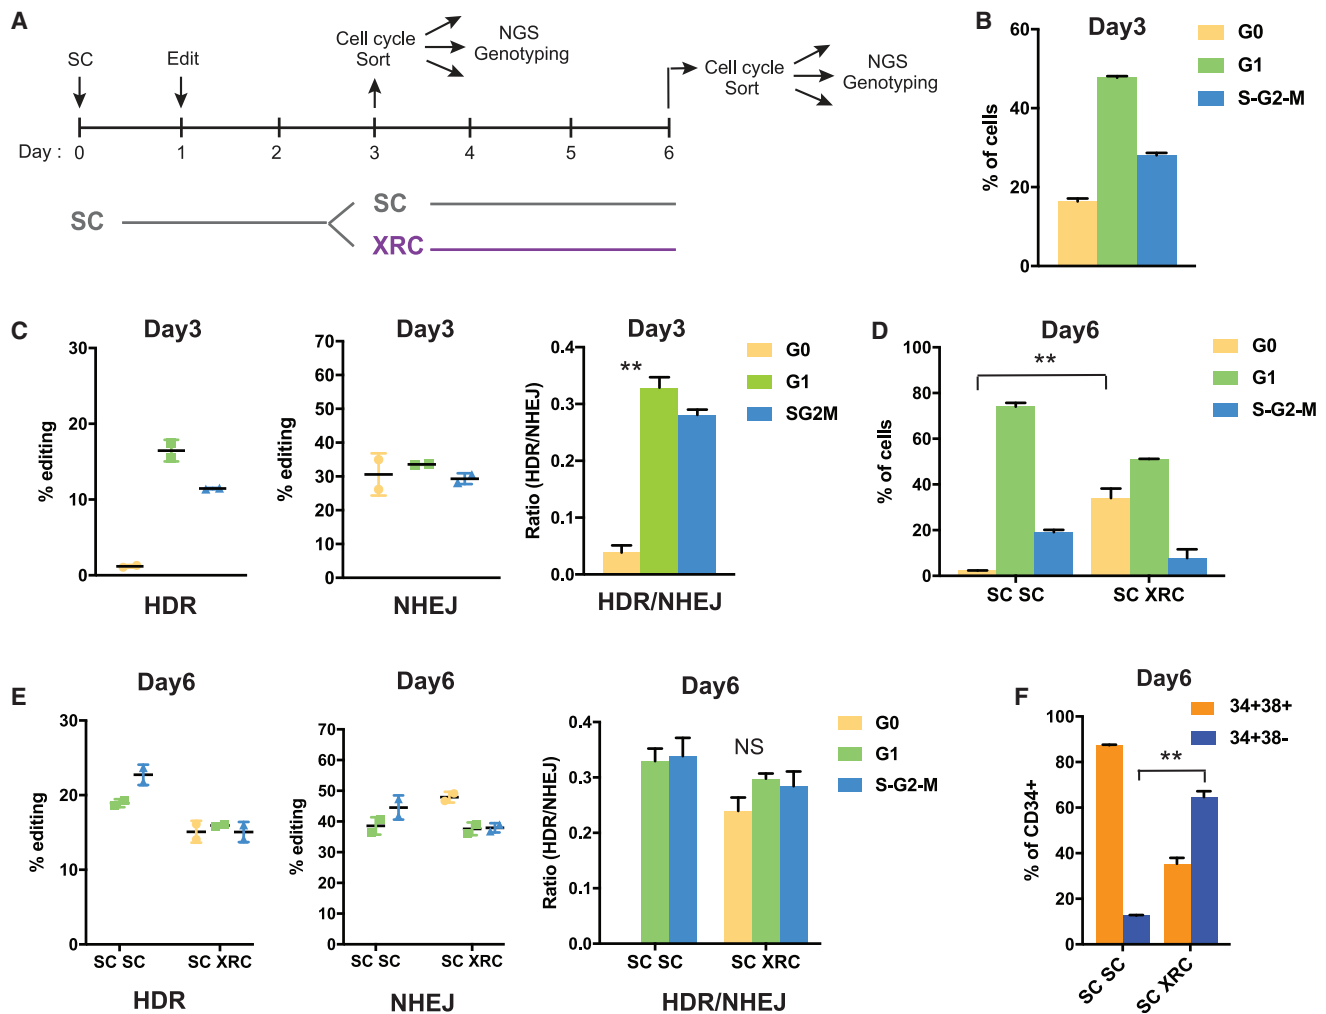 A
SC
Edit
Cell cycle
Sort
NGS
Genotyping
Cell cycle
Sort
NGS
Genotyping
Day : 0 1 2 3 4 5 6
SC
SC
XRC
B
Day3
% of cells
60
40
20
0
G0
G1
S-G2-M
C
Day3
% editing
30
20
10
0
HDR
Day3
% editing
70
60
50
40
30
20
10
0
NHEJ
Day3
Ratio (HDR/NHEJ)
0.4
0.3
0.2
0.1
0.0
**
HDR/NHEJ
G0
G1
SG2M
D
Day6
% of cells
100
80
60
40
20
0
**
SC SC
SC XRC
G0
G1
S-G2-M
E
Day6
% editing
30
20
10
0
SC SC
SC XRC
HDR
Day6
% editing
70
60
50
40
30
20
10
0
SC SC
SC XRC
NHEJ
Day6
Ratio (HDR/NHEJ)
0.4
0.3
0.2
0.1
0.0
NS
SC SC
SC XRC
HDR/NHEJ
G0
G1
S-G2-M
F
Day6
% of CD34+
100
80
60
40
20
0
**
SC SC
SC XRC
34+38+
34+38-